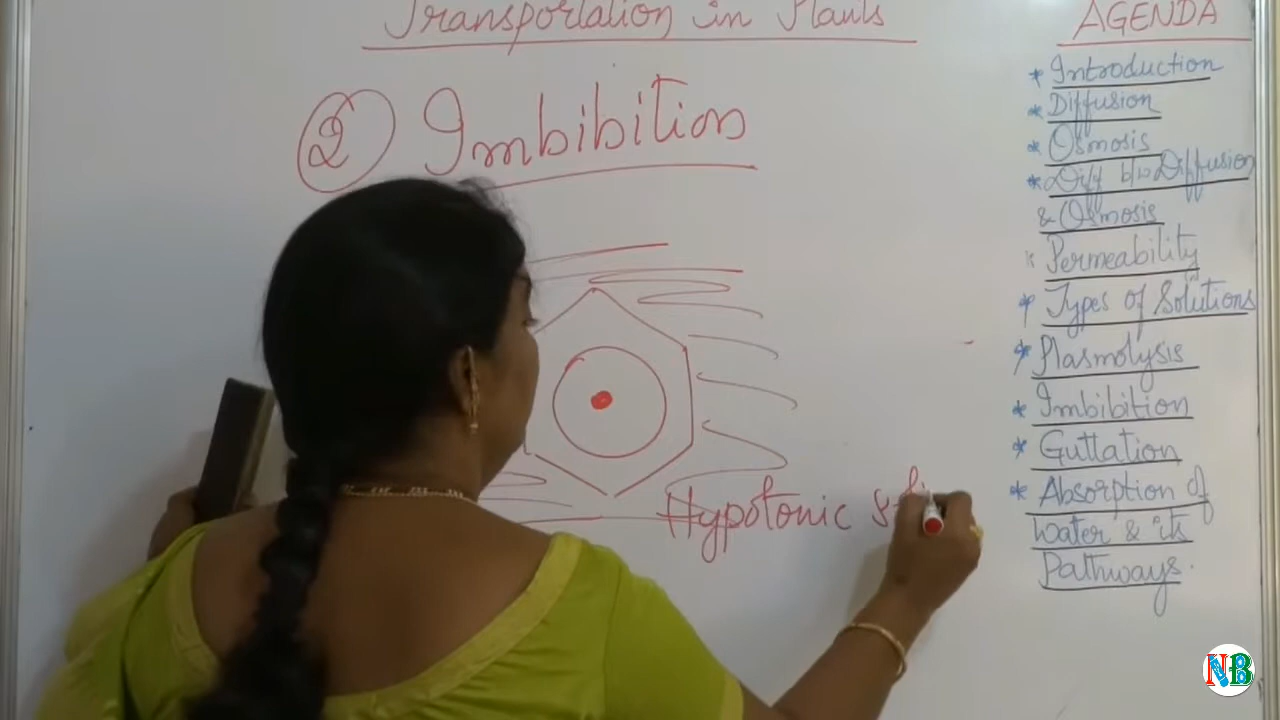 Transportation in Plants
② Imbibition
Hypotonic
AGENDA
* Introduction
* Diffusion
* Osmosis
* Diff b/w Diffusion
& Osmosis
* Permeability
* Types of Solutions
* Plasmolysis
* Imbibition
* Guttation
* Absorption of
Water & its
Pathways.
NB